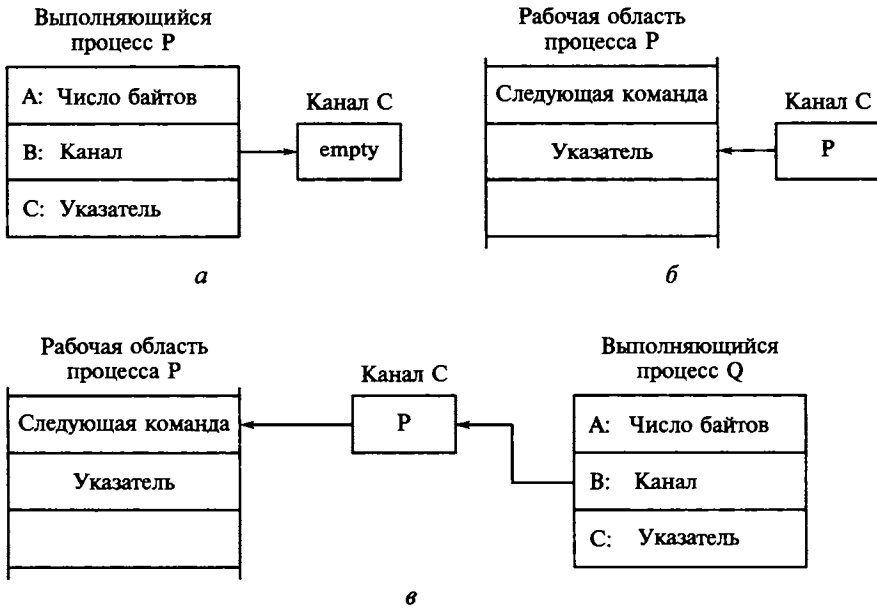 Выполняющийся
процесс P
A: Число байтов
B: Канал
C: Указатель
Канал C
empty
а
Рабочая область
процесса P
Следующая команда
Указатель
Канал C
P
б
Рабочая область
процесса P
Следующая команда
Указатель
Канал C
P
Выполняющийся
процесс Q
A: Число байтов
B: Канал
C: Указатель
в